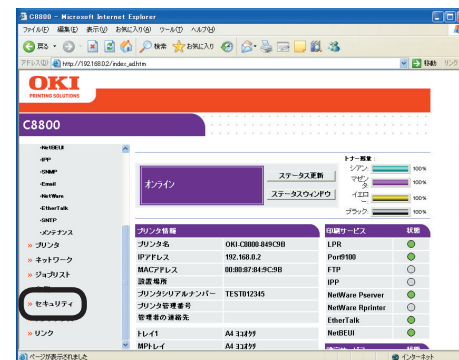 C8800 - Microsoft Internet Explorer
ファイル(F) 編集(E) 表示(V) お気に入り(A) ツール(T) ヘルプ(H)
戻る 検索 お気に入り
アドレス(D) http://192.168.0.2/index_ad.htm 移動 リンク
OKI
PRINTING SOLUTIONS
C8800
-NetBEUI
-IPP
-SNMP
-Email
-NetWare
-EtherTalk
-SNTP
-メンテナンス
» プリンタ
» ネットワーク
» ジョブリスト
» セキュリティ
» リンク
オンライン
ステータス更新
ステータスウィンドウ
トナー残量:
シアン: 100%
マゼンタ: 100%
イエロー: 100%
ブラック: 100%
プリンタ情報
プリンタ名 OKI-C8800-849C9B
IPアドレス 192.168.0.2
MACアドレス 00:80:87:84:9C:9B
設置場所
プリンタシリアルナンバー TEST012345
プリンタ管理番号
管理者の連絡先
トレイ1 A4 ヨコオクリ
MPトレイ A4 ヨコオクリ
印刷サービス 状態
LPR
Port9100
FTP
IPP
NetWare Pserver
NetWare Rprinter
EtherTalk
NetBEUI
状態
ページが表示されました インターネット